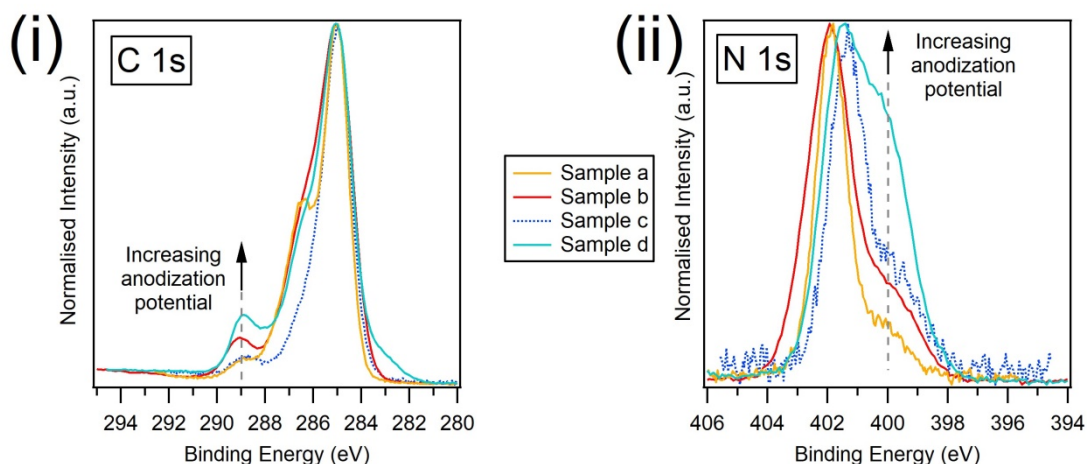 (i)
C 1s
Increasing
anodization
potential
Normalised Intensity (a.u.)
294 292 290 288 286 284 282 280
Binding Energy (eV)
Sample a
Sample b
Sample c
Sample d
(ii)
N 1s
Increasing
anodization
potential
Normalised Intensity (a.u.)
406 404 402 400 398 396 394
Binding Energy (eV)